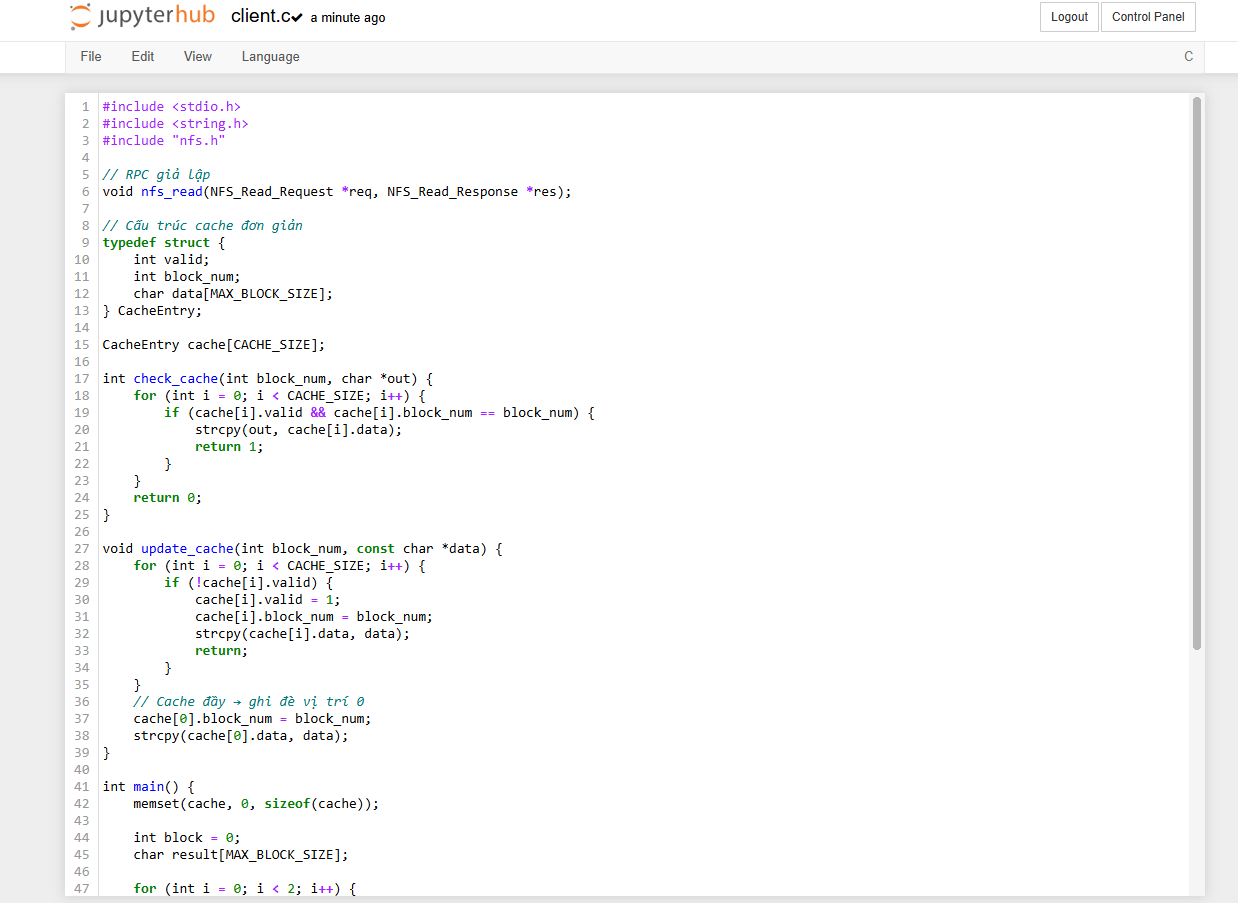 jupyterhub client.c✔ a minute ago Logout Control Panel
File Edit View Language C
1 #include <stdio.h>
2 #include <string.h>
3 #include "nfs.h"
4
5 // RPC giả lập
6 void nfs_read(NFS_Read_Request *req, NFS_Read_Response *res);
7
8 // Cấu trúc cache đơn giản
9 typedef struct {
10     int valid;
11     int block_num;
12     char data[MAX_BLOCK_SIZE];
13 } CacheEntry;
14
15 CacheEntry cache[CACHE_SIZE];
16
17 int check_cache(int block_num, char *out) {
18     for (int i = 0; i < CACHE_SIZE; i++) {
19         if (cache[i].valid && cache[i].block_num == block_num) {
20             strcpy(out, cache[i].data);
21             return 1;
22         }
23     }
24     return 0;
25 }
26
27 void update_cache(int block_num, const char *data) {
28     for (int i = 0; i < CACHE_SIZE; i++) {
29         if (!cache[i].valid) {
30             cache[i].valid = 1;
31             cache[i].block_num = block_num;
32             strcpy(cache[i].data, data);
33             return;
34         }
35     }
36     // Cache đầy → ghi đè vị trí 0
37     cache[0].block_num = block_num;
38     strcpy(cache[0].data, data);
39 }
40
41 int main() {
42     memset(cache, 0, sizeof(cache));
43
44     int block = 0;
45     char result[MAX_BLOCK_SIZE];
46
47     for (int i = 0; i < 2; i++) {